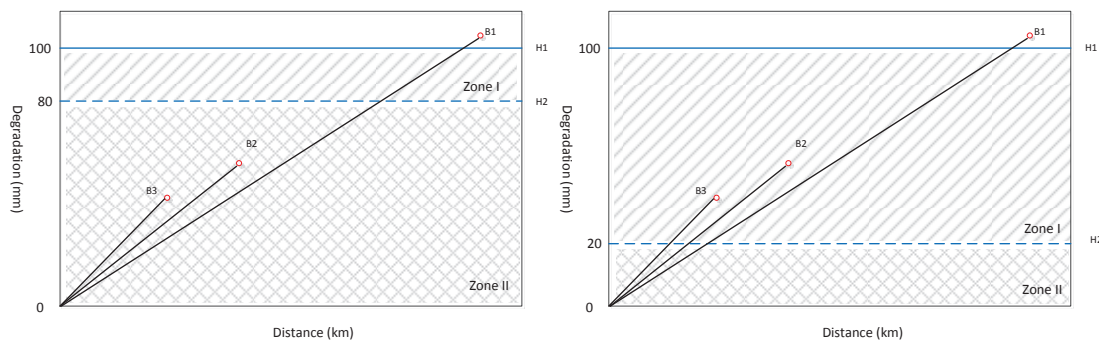 B1
100
H1
Zone I
80
H2
B2
B3
Degradation (mm)
Zone II
0
Distance (km)
B1
100
H1
B2
B3
Degradation (mm)
Zone I
20
H2
Zone II
0
Distance (km)